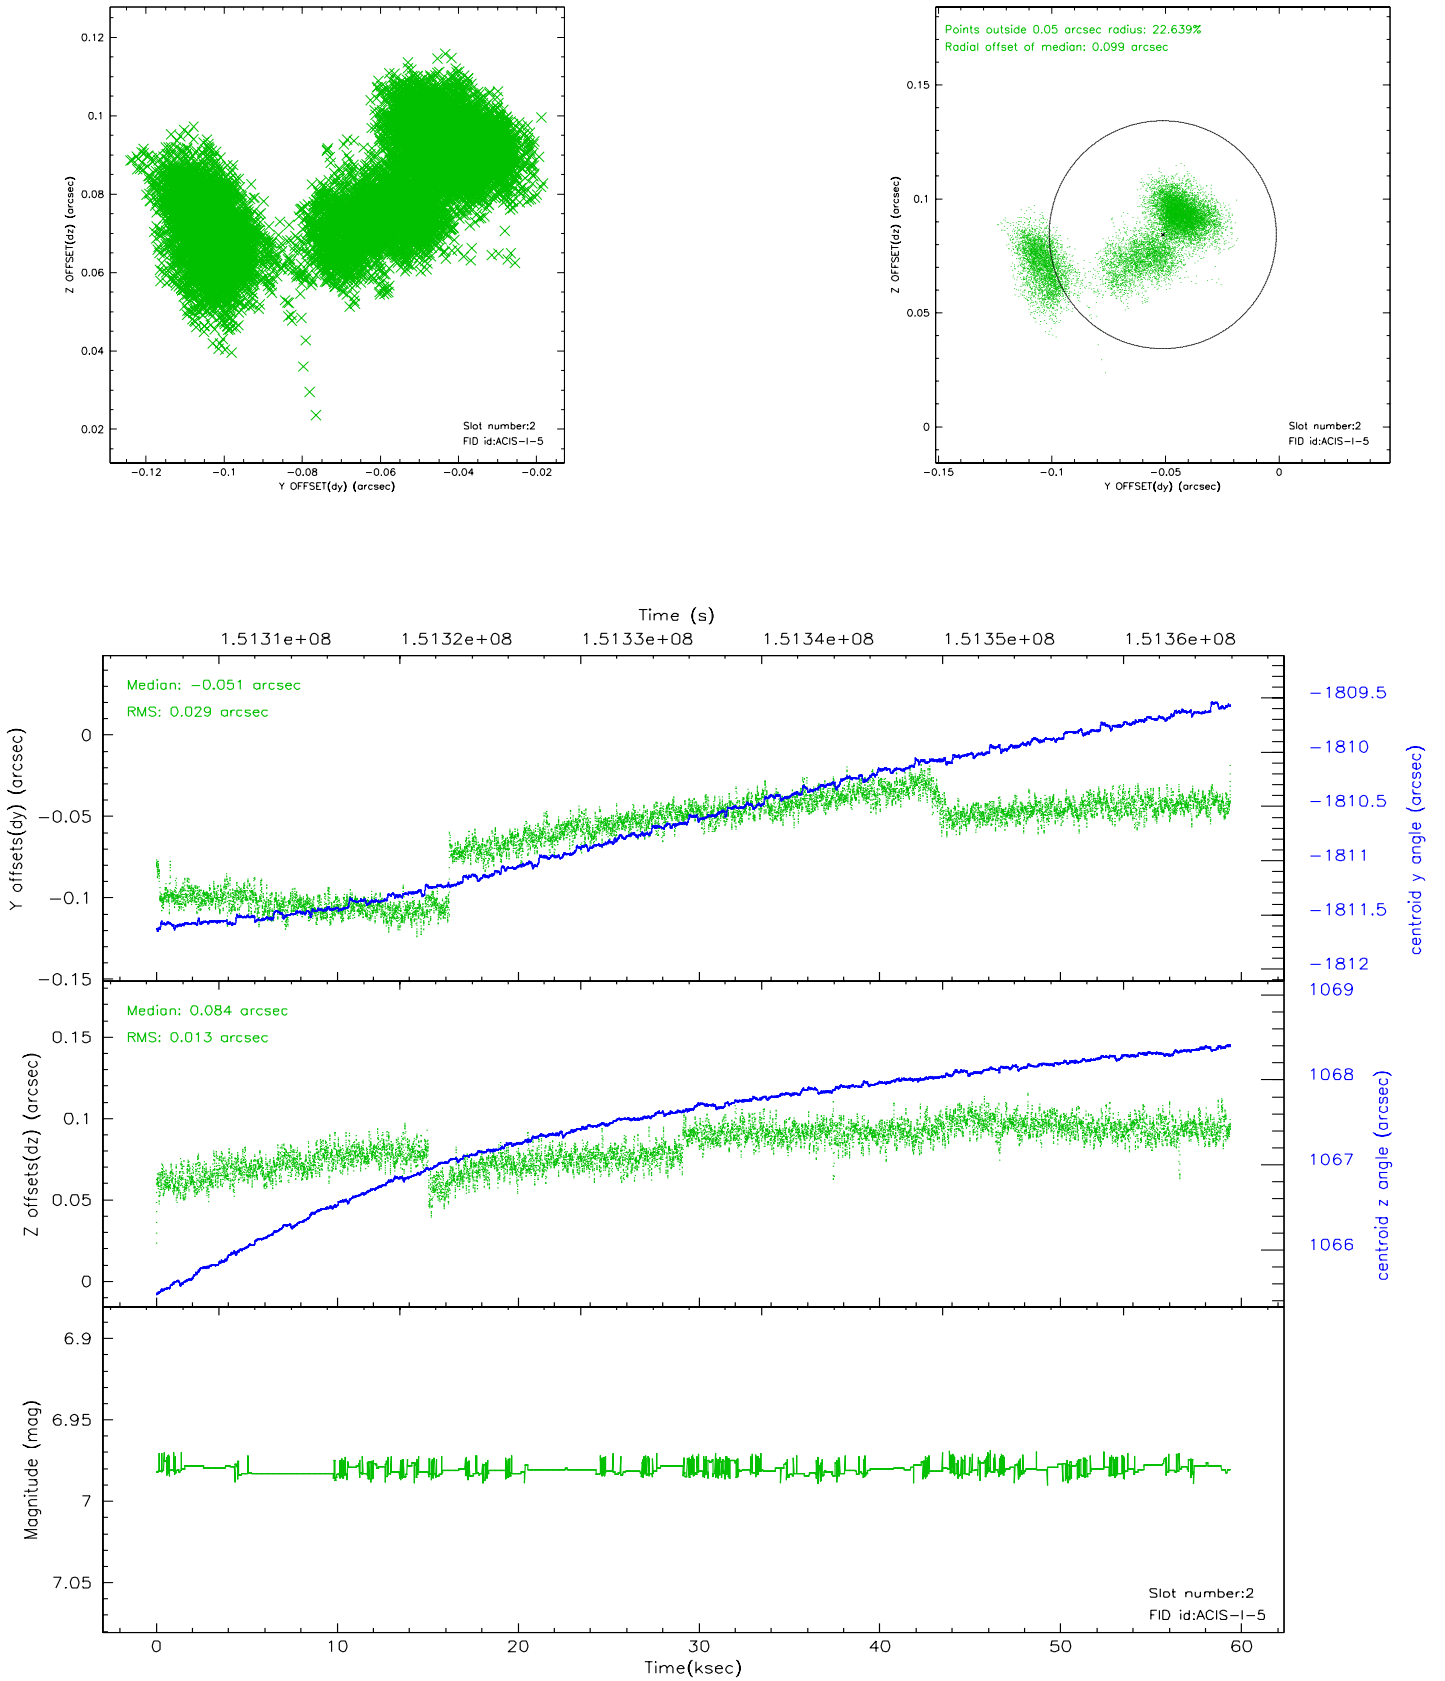 0.12
0.1
0.08
0.06
0.04
0.02
Z OFFSET(dz) (arcsec)
Slot number:2
FID id:ACIS-I-5
-0.12 -0.1 -0.08 -0.06 -0.04 -0.02
Y OFFSET(dy) (arcsec)
Points outside 0.05 arcsec radius: 22.639%
Radial offset of median: 0.099 arcsec
0.15
0.1
0.05
0
Z OFFSET(dz) (arcsec)
Slot number:2
FID id:ACIS-I-5
-0.15 -0.1 -0.05 0
Y OFFSET(dy) (arcsec)
Time (s)
1.5131e+08 1.5132e+08 1.5133e+08 1.5134e+08 1.5135e+08 1.5136e+08
Median: -0.051 arcsec
RMS: 0.029 arcsec
0
-0.05
-0.1
-0.15
Y offsets(dy) (arcsec)
-1809.5
-1810
-1810.5
-1811
-1811.5
-1812
centroid y angle (arcsec)
Median: 0.084 arcsec
RMS: 0.013 arcsec
0.15
0.1
0.05
0
Z offsets(dz) (arcsec)
1069
1068
1067
1066
centroid z angle (arcsec)
6.9
6.95
7
7.05
Magnitude (mag)
Slot number:2
FID id:ACIS-I-5
0 10 20 30 40 50 60
Time(ksec)